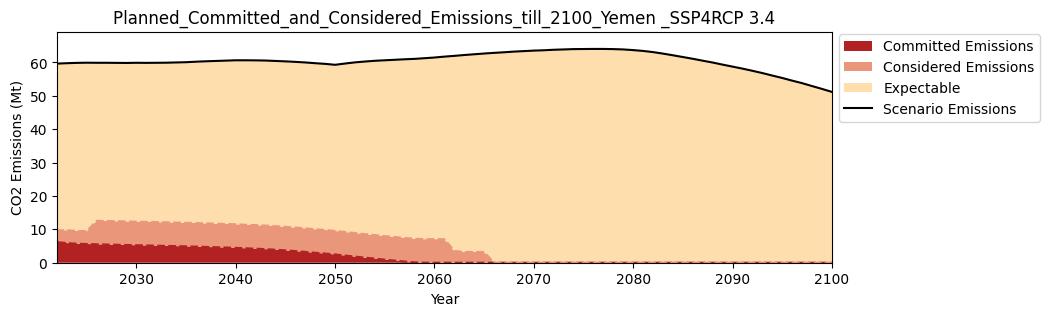 Planned_Committed_and_Considered_Emissions_till_2100_Yemen _SSP4RCP 3.4
Committed Emissions
Considered Emissions
Expectable
Scenario Emissions
CO2 Emissions (Mt)
60
50
40
30
20
10
0
2030 2040 2050 2060 2070 2080 2090 2100
Year